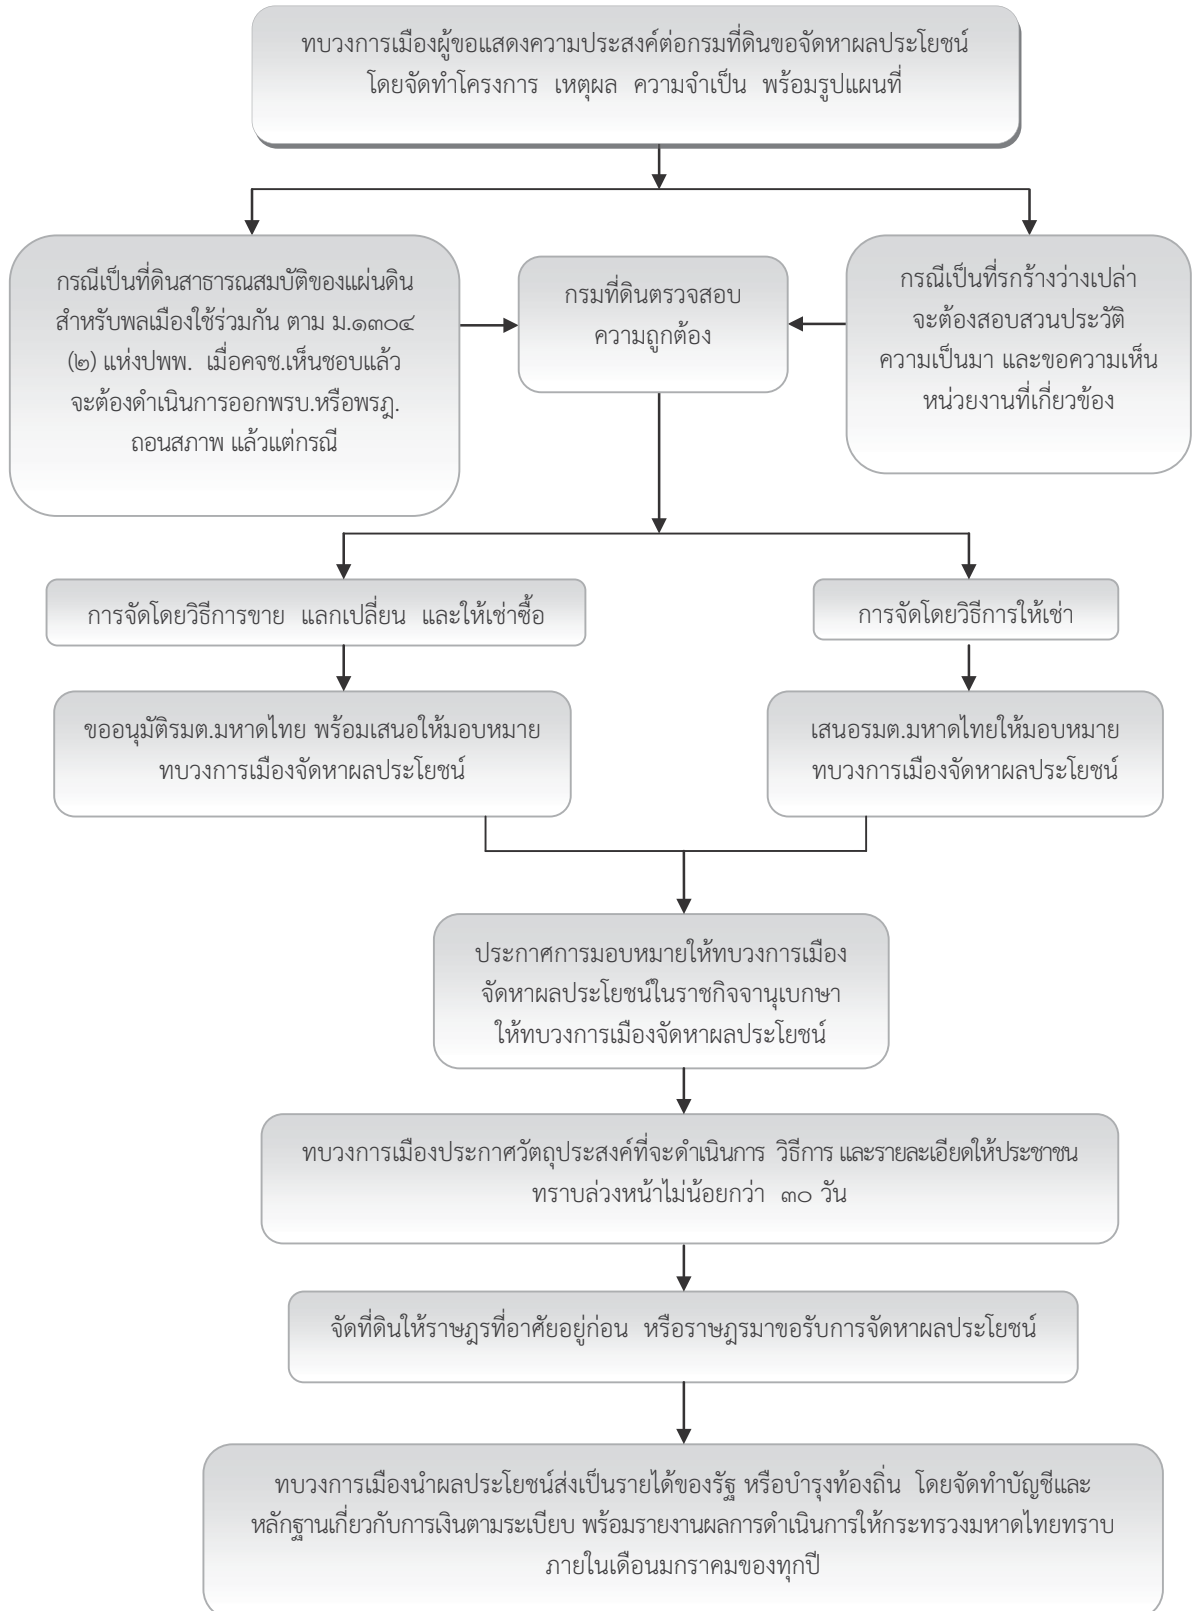 ทบวงการเมืองผู้ขอแสดงความประสงค์ต่อกรมที่ดินขอจัดหาผลประโยชน์
โดยจัดทำโครงการ เหตุผล ความจำเป็น พร้อมรูปแผนที่
กรณีเป็นที่ดินสาธารณสมบัติของแผ่นดิน
สำหรับพลเมืองใช้ร่วมกัน ตาม ม.๑๓๐๔
(๒) แห่งปพพ. เมื่อคจช.เห็นชอบแล้ว
จะต้องดำเนินการออกพรบ.หรือพรฎ.
ถอนสภาพ แล้วแต่กรณี
กรมที่ดินตรวจสอบ
ความถูกต้อง
กรณีเป็นที่รกร้างว่างเปล่า
จะต้องสอบสวนประวัติ
ความเป็นมา และขอความเห็น
หน่วยงานที่เกี่ยวข้อง
การจัดโดยวิธีการขาย แลกเปลี่ยน และให้เช่าซื้อ
การจัดโดยวิธีการให้เช่า
ขออนุมัติรมต.มหาดไทย พร้อมเสนอให้มอบหมาย
ทบวงการเมืองจัดหาผลประโยชน์
เสนอรมต.มหาดไทยให้มอบหมาย
ทบวงการเมืองจัดหาผลประโยชน์
ประกาศการมอบหมายให้ทบวงการเมือง
จัดหาผลประโยชน์ในราชกิจจานุเบกษา
ให้ทบวงการเมืองจัดหาผลประโยชน์
ทบวงการเมืองประกาศวัตถุประสงค์ที่จะดำเนินการ วิธีการ และรายละเอียดให้ประชาชน
ทราบล่วงหน้าไม่น้อยกว่า ๓๐ วัน
จัดที่ดินให้ราษฎรที่อาศัยอยู่ก่อน หรือราษฎรมาขอรับการจัดหาผลประโยชน์
ทบวงการเมืองนำผลประโยชน์ส่งเป็นรายได้ของรัฐ หรือบำรุงท้องถิ่น โดยจัดทำบัญชีและ
หลักฐานเกี่ยวกับการเงินตามระเบียบ พร้อมรายงานผลการดำเนินการให้กระทรวงมหาดไทยทราบ
ภายในเดือนมกราคมของทุกปี